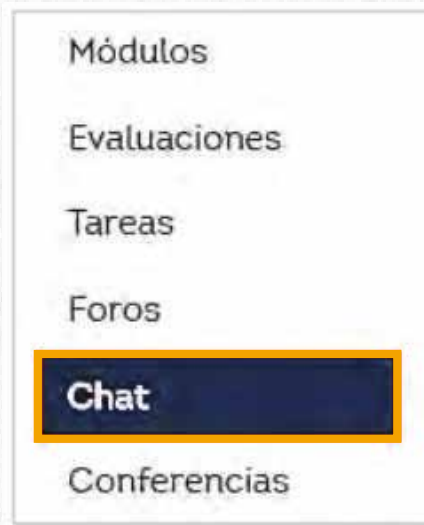 Módulos
Evaluaciones
Tareas
Foros
Chat
Conferencias